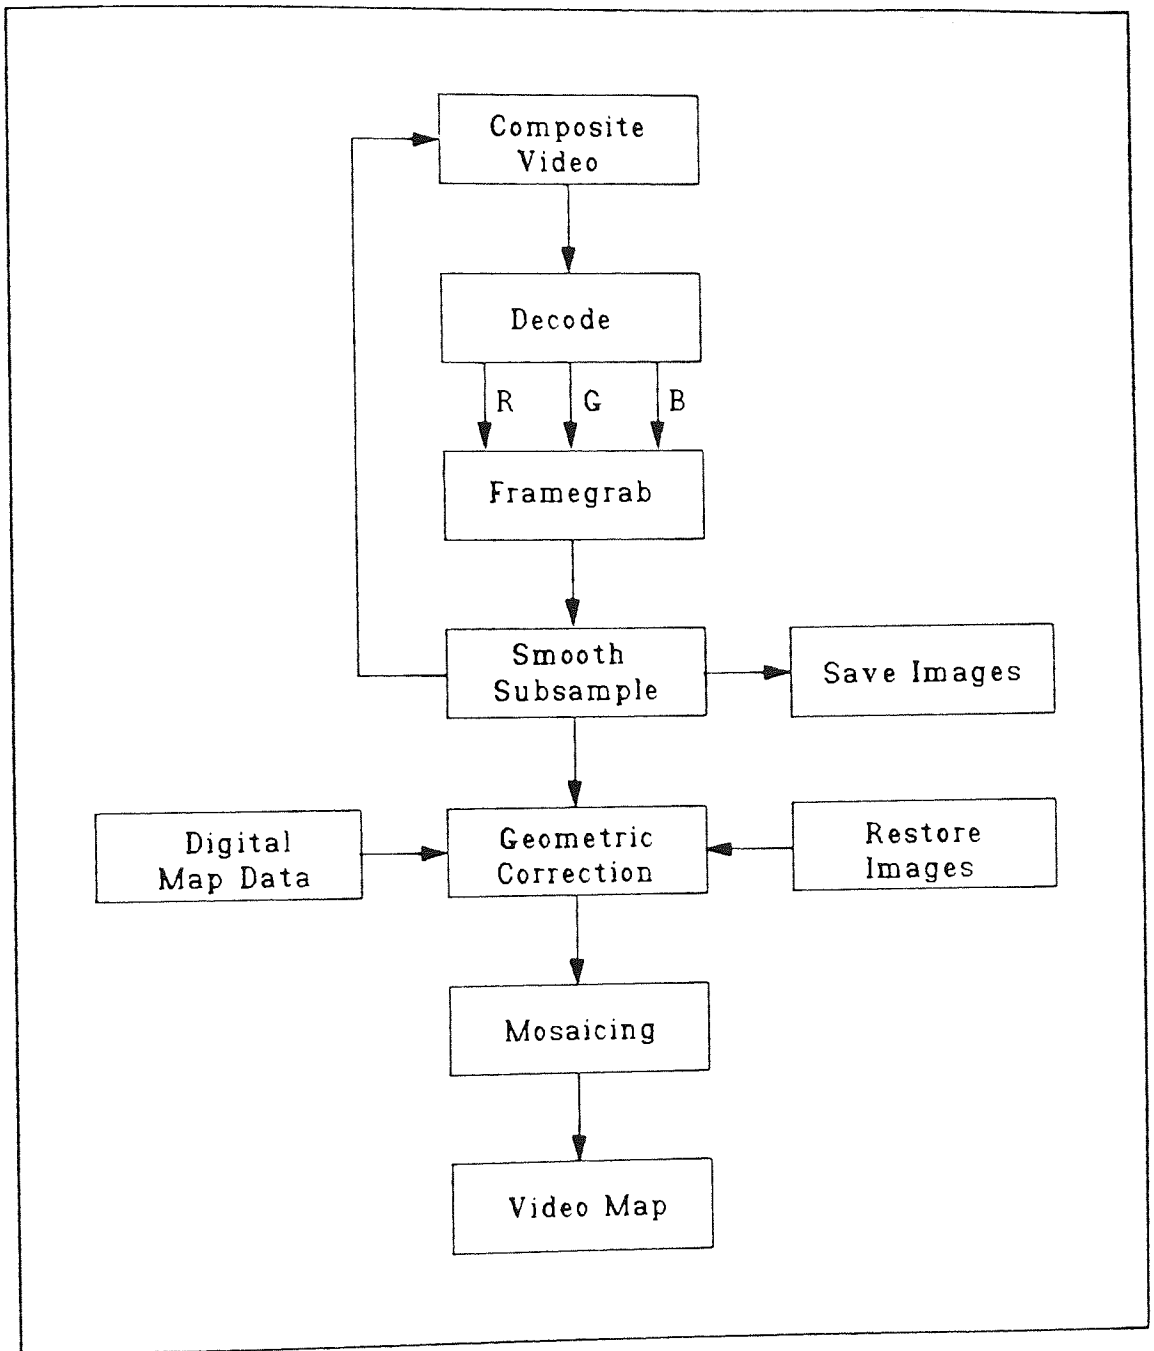 Composite
Video
Decode
R G B
Framegrab
Smooth
Subsample
Save Images
Digital
Map Data
Geometric
Correction
Restore
Images
Mosaicing
Video Map